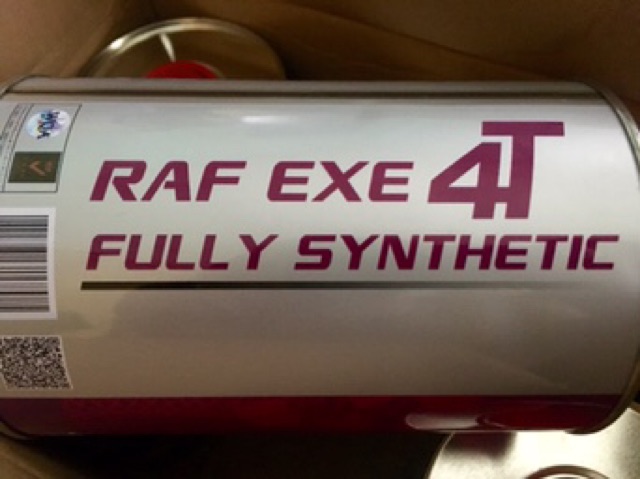 RAF EXE 4T
FULLY SYNTHETIC